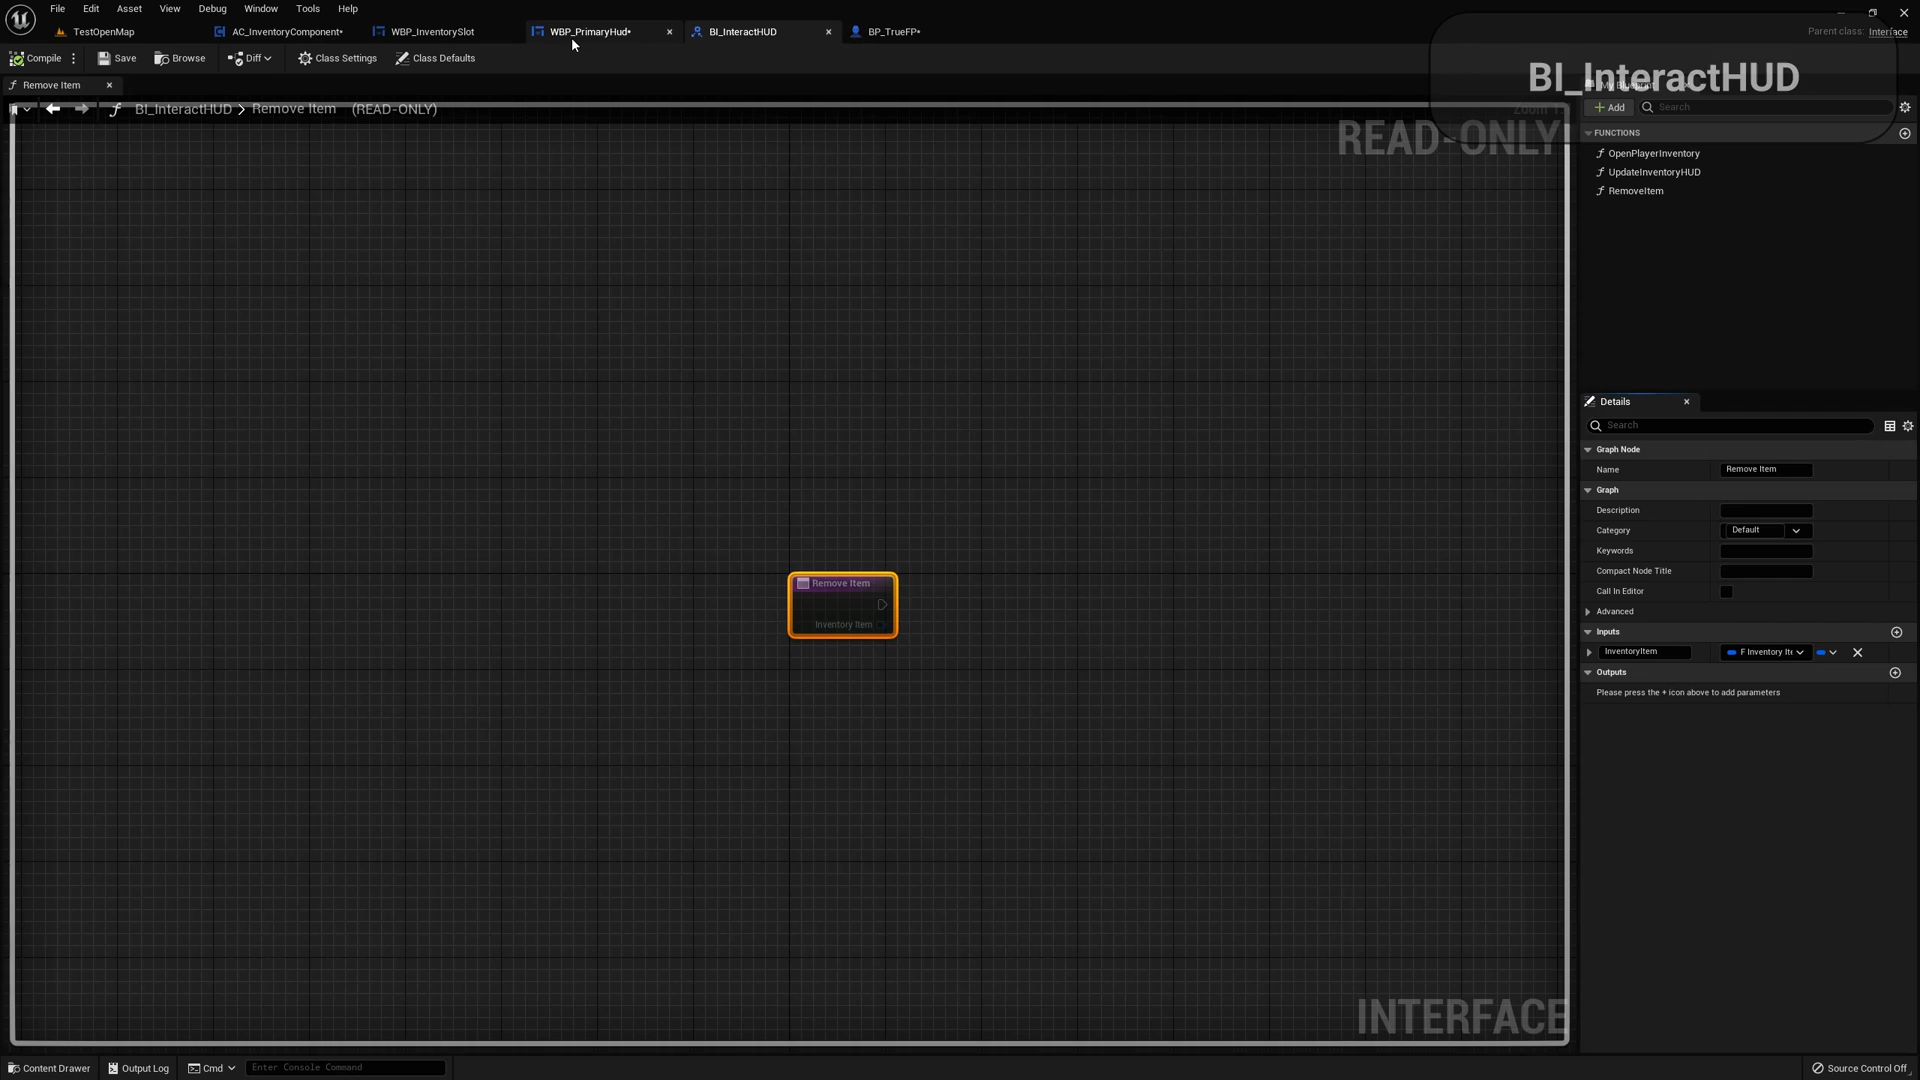 File Edit Asset View Debug Window Tools Help
TestOpenMap AC_InventoryComponent* WBP_InventorySlot WBP_PrimaryHud* BI_InteractHUD BP_TrueFP*
Parent class: Interface
Compile Save Browse Diff Class Settings Class Defaults
BI_InteractHUD
Remove Item
BI_InteractHUD > Remove Item (READ-ONLY)
READ-ONLY
Add Search
FUNCTIONS
OpenPlayerInventory
UpdateInventoryHUD
RemoveItem
Details
Search
Graph Node
Name Remove Item
Graph
Description
Category Default
Keywords
Compact Node Title
Call In Editor
Advanced
Inputs
InventoryItem F Inventory Ite
Outputs
Please press the + icon above to add parameters
Remove Item
Inventory Item
INTERFACE
Content Drawer Output Log Cmd Enter Console Command Source Control Off